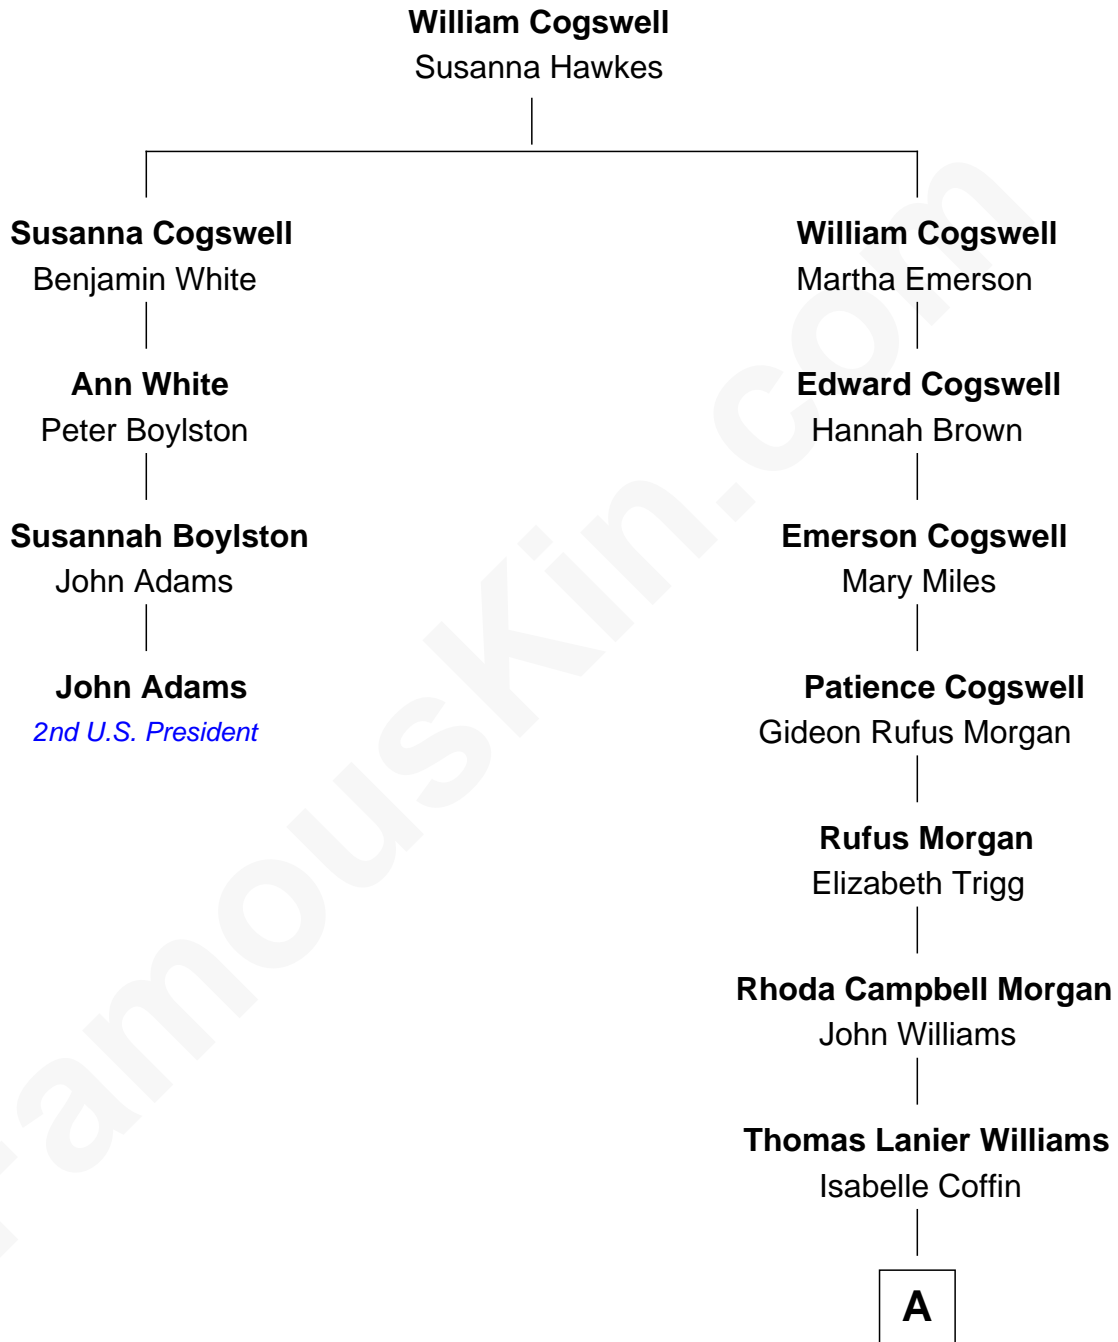 William Cogswell
Susanna Hawkes
Susanna Cogswell
Benjamin White
Ann White
Peter Boylston
Susannah Boylston
John Adams
John Adams
2nd U.S. President
William Cogswell
Martha Emerson
Edward Cogswell
Hannah Brown
Emerson Cogswell
Mary Miles
Patience Cogswell
Gideon Rufus Morgan
Rufus Morgan
Elizabeth Trigg
Rhoda Campbell Morgan
John Williams
Thomas Lanier Williams
Isabelle Coffin
A
FamousKin.com